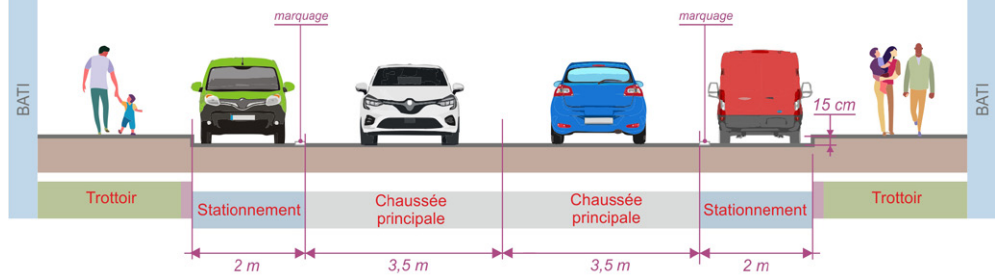 marquage
marquage
BATI
BATI
15 cm
Trottoir
Stationnement
Chaussée
principale
Chaussée
principale
Stationnement
Trottoir
2 m
3,5 m
3,5 m
2 m